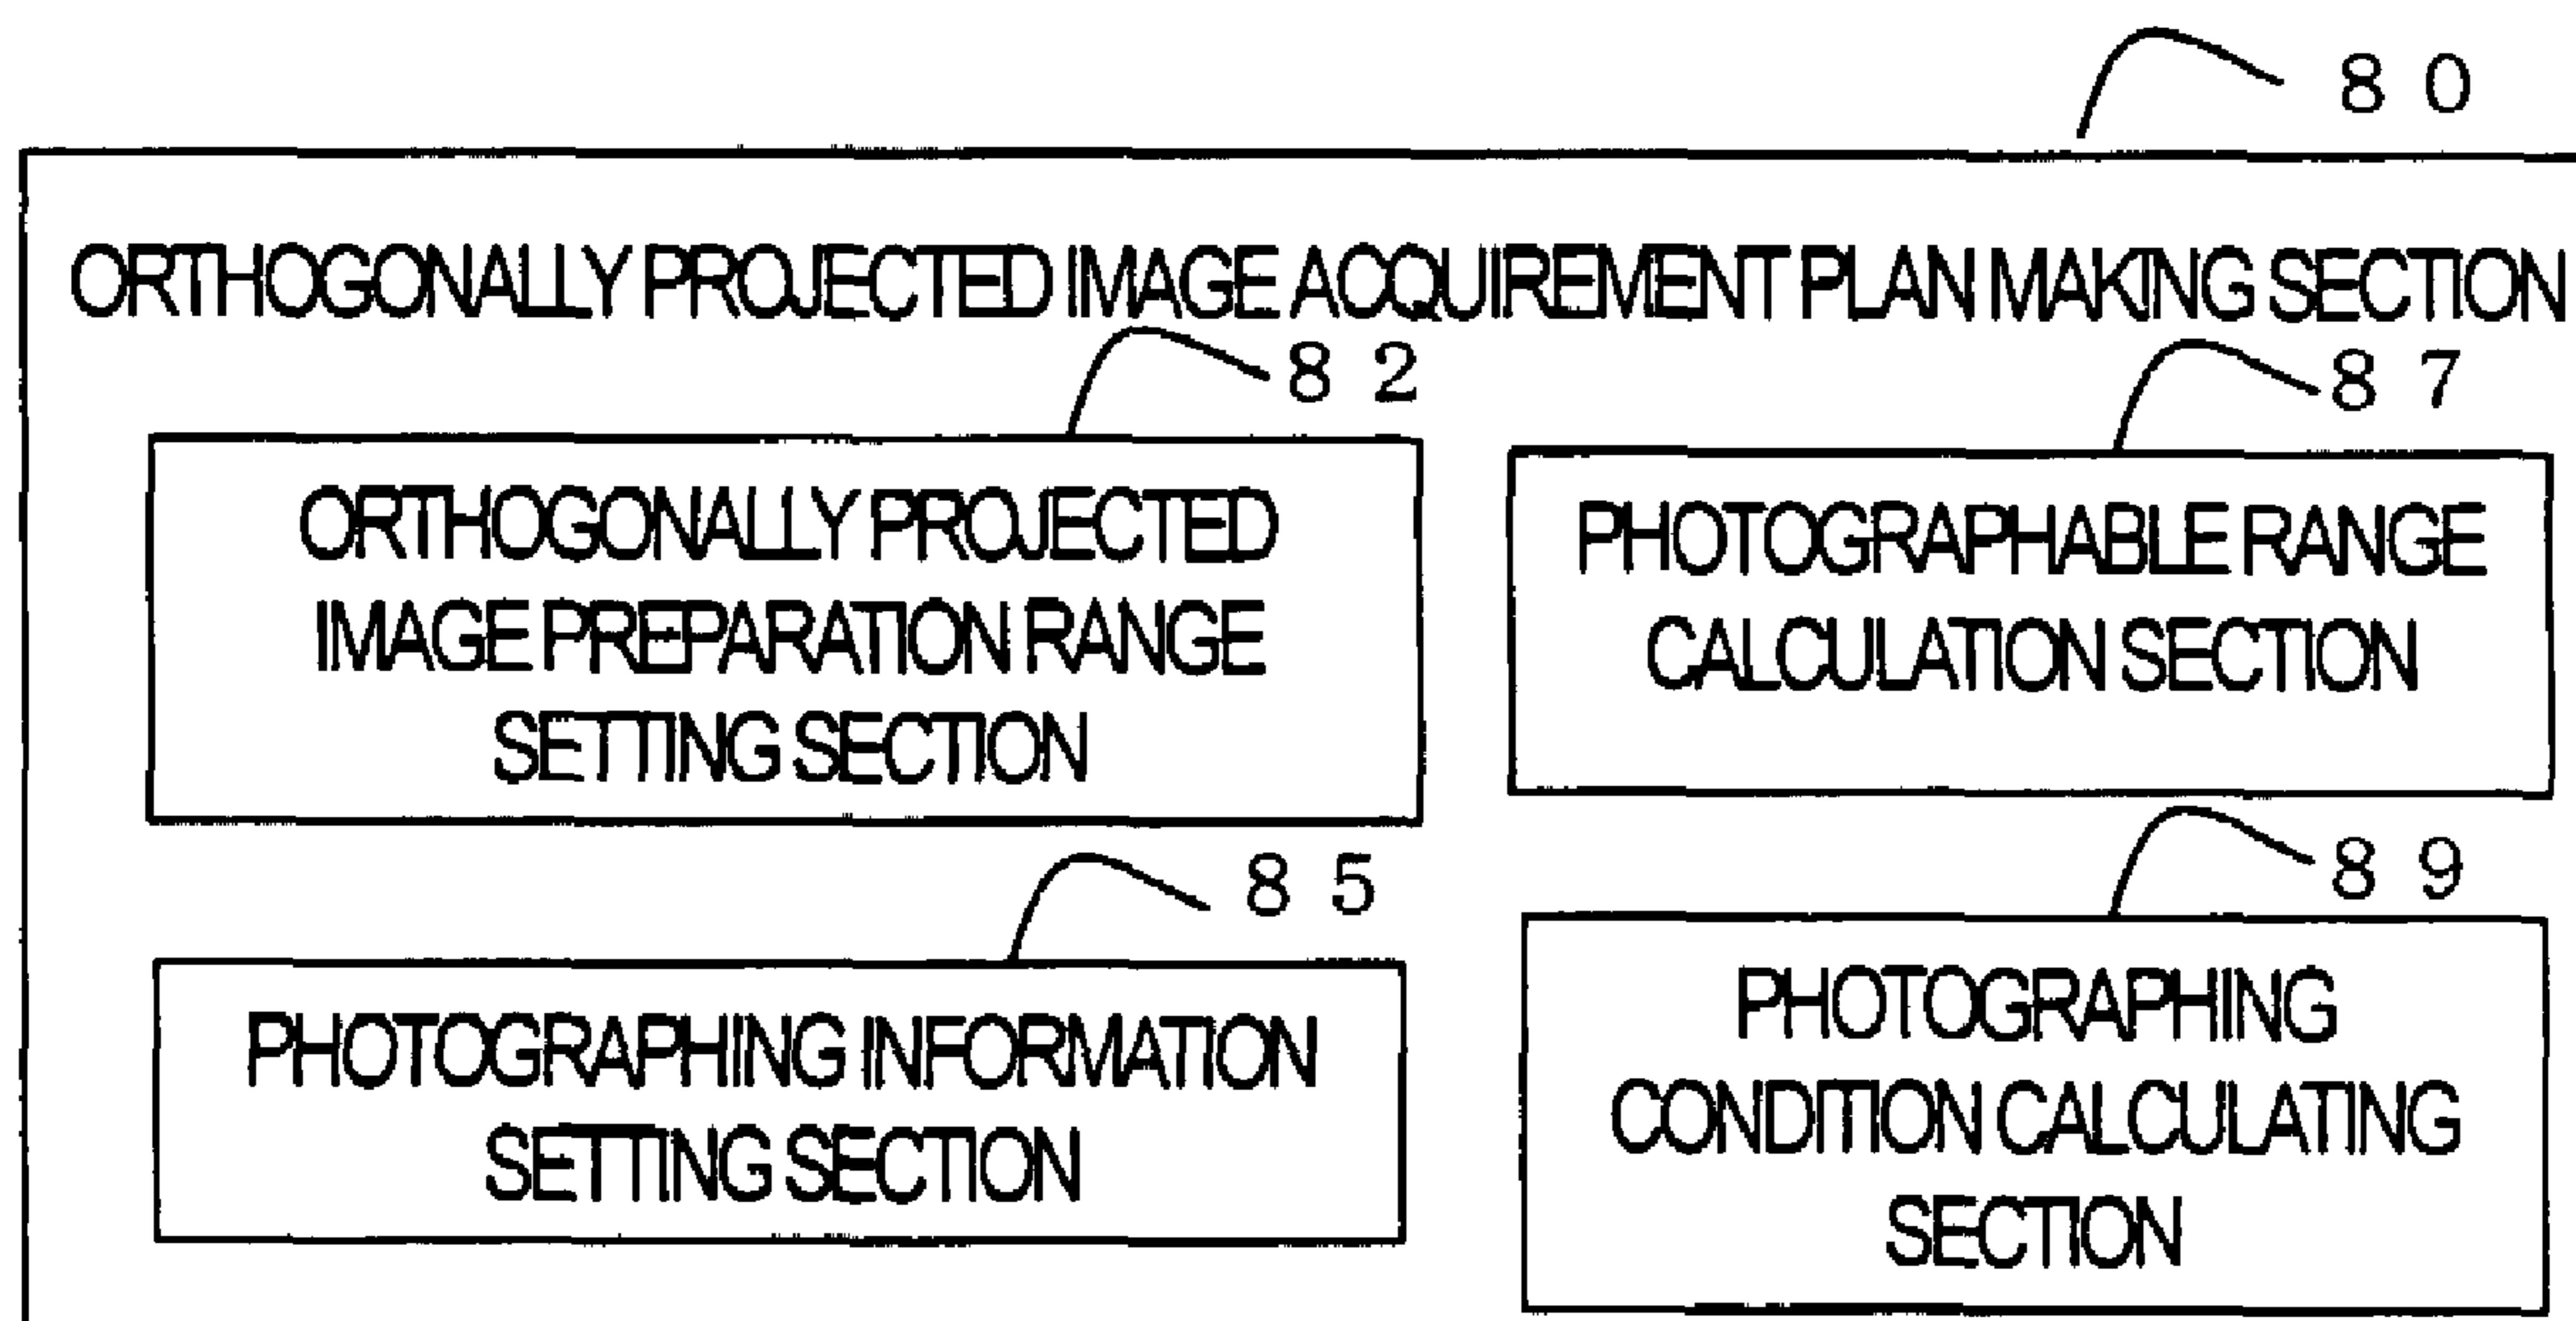 80
ORTHOGONALLY PROJECTED IMAGE ACQUIREMENT PLAN MAKING SECTION
82
ORTHOGONALLY PROJECTED
IMAGE PREPARATION RANGE
SETTING SECTION
87
PHOTOGRAPHABLE RANGE
CALCULATION SECTION
85
PHOTOGRAPHING INFORMATION
SETTING SECTION
89
PHOTOGRAPHING
CONDITION CALCULATING
SECTION